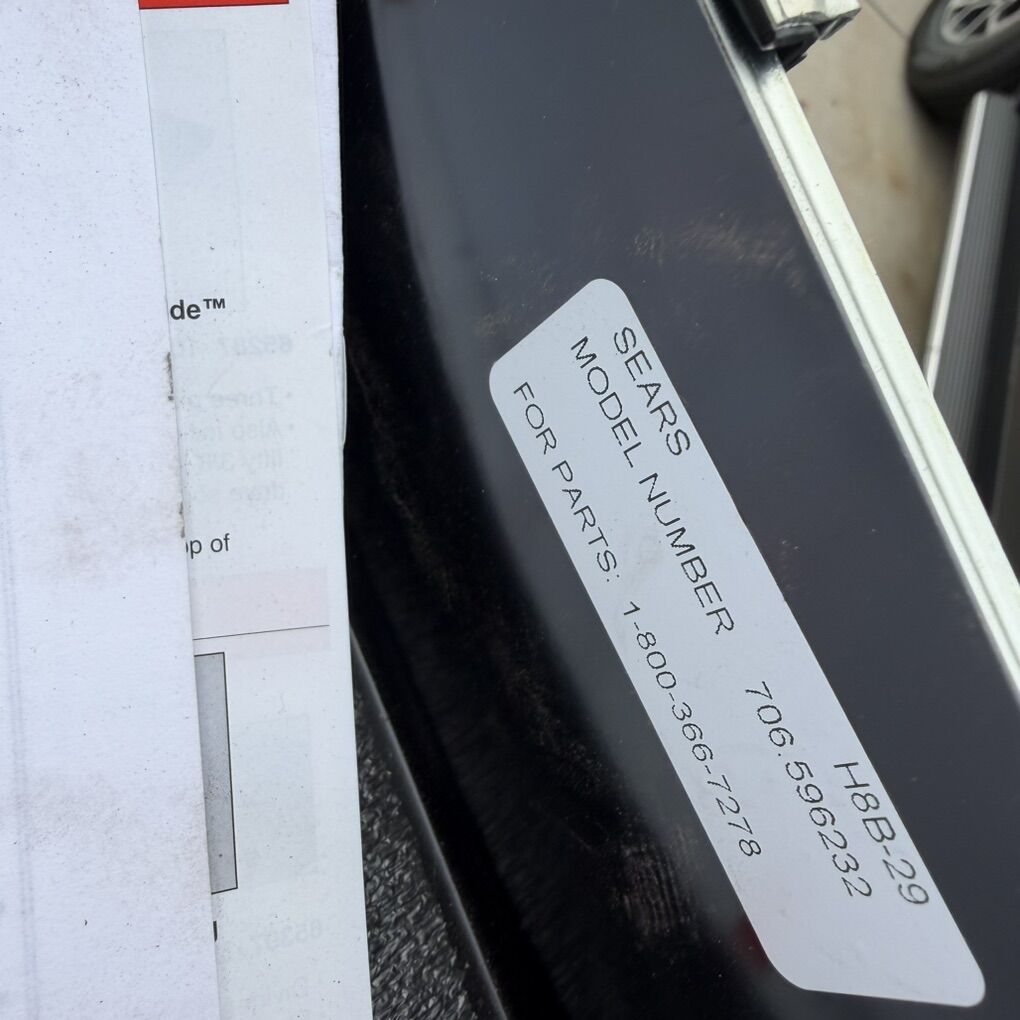 de™
op of
SEARS
H8B-29
MODEL NUMBER 706.596232
FOR PARTS: 1-800-366-7278